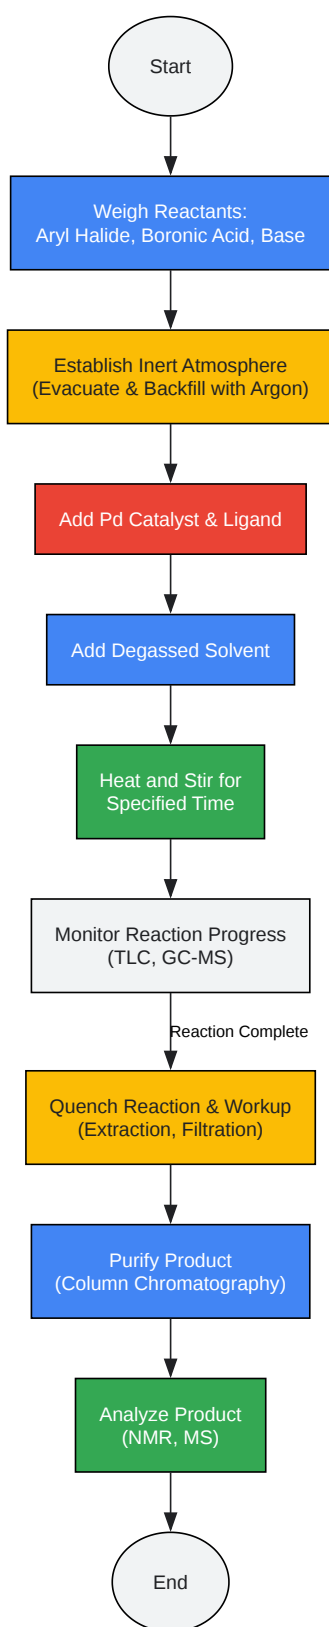 Start
Weigh Reactants:
Aryl Halide, Boronic Acid, Base
Establish Inert Atmosphere
(Evacuate & Backfill with Argon)
Add Pd Catalyst & Ligand
Add Degassed Solvent
Heat and Stir for
Specified Time
Monitor Reaction Progress
(TLC, GC-MS)
Reaction Complete
Quench Reaction & Workup
(Extraction, Filtration)
Purify Product
(Column Chromatography)
Analyze Product
(NMR, MS)
End